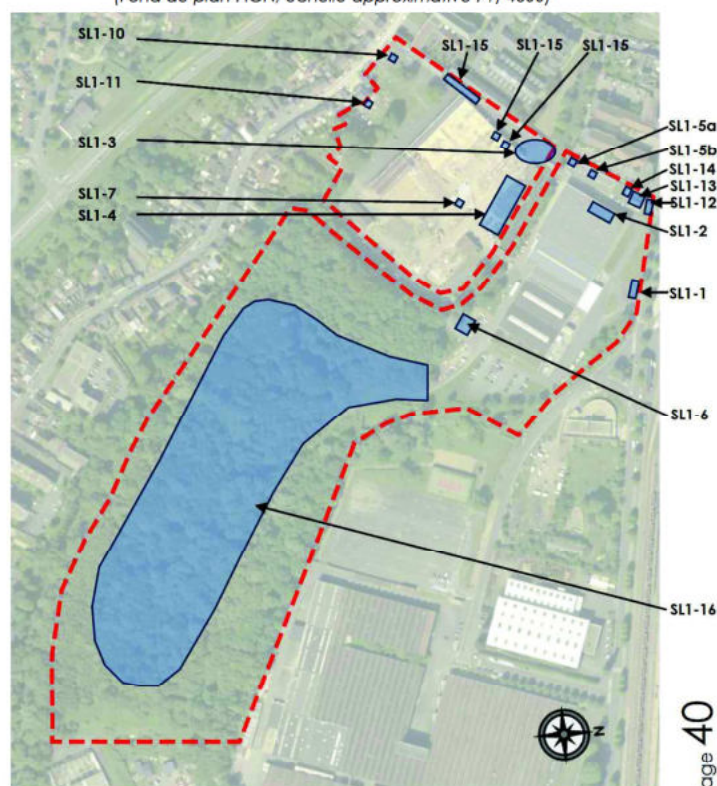 (Fond de plan HGR, échelle approximative : 1/4000)
SL1-10
SL1-15
SL1-15
SL1-15
SL1-11
SL1-3
SL1-5a
SL1-5b
SL1-14
SL1-13
SL1-12
SL1-7
SL1-4
SL1-2
SL1-1
SL1-6
SL1-16
N
age 40